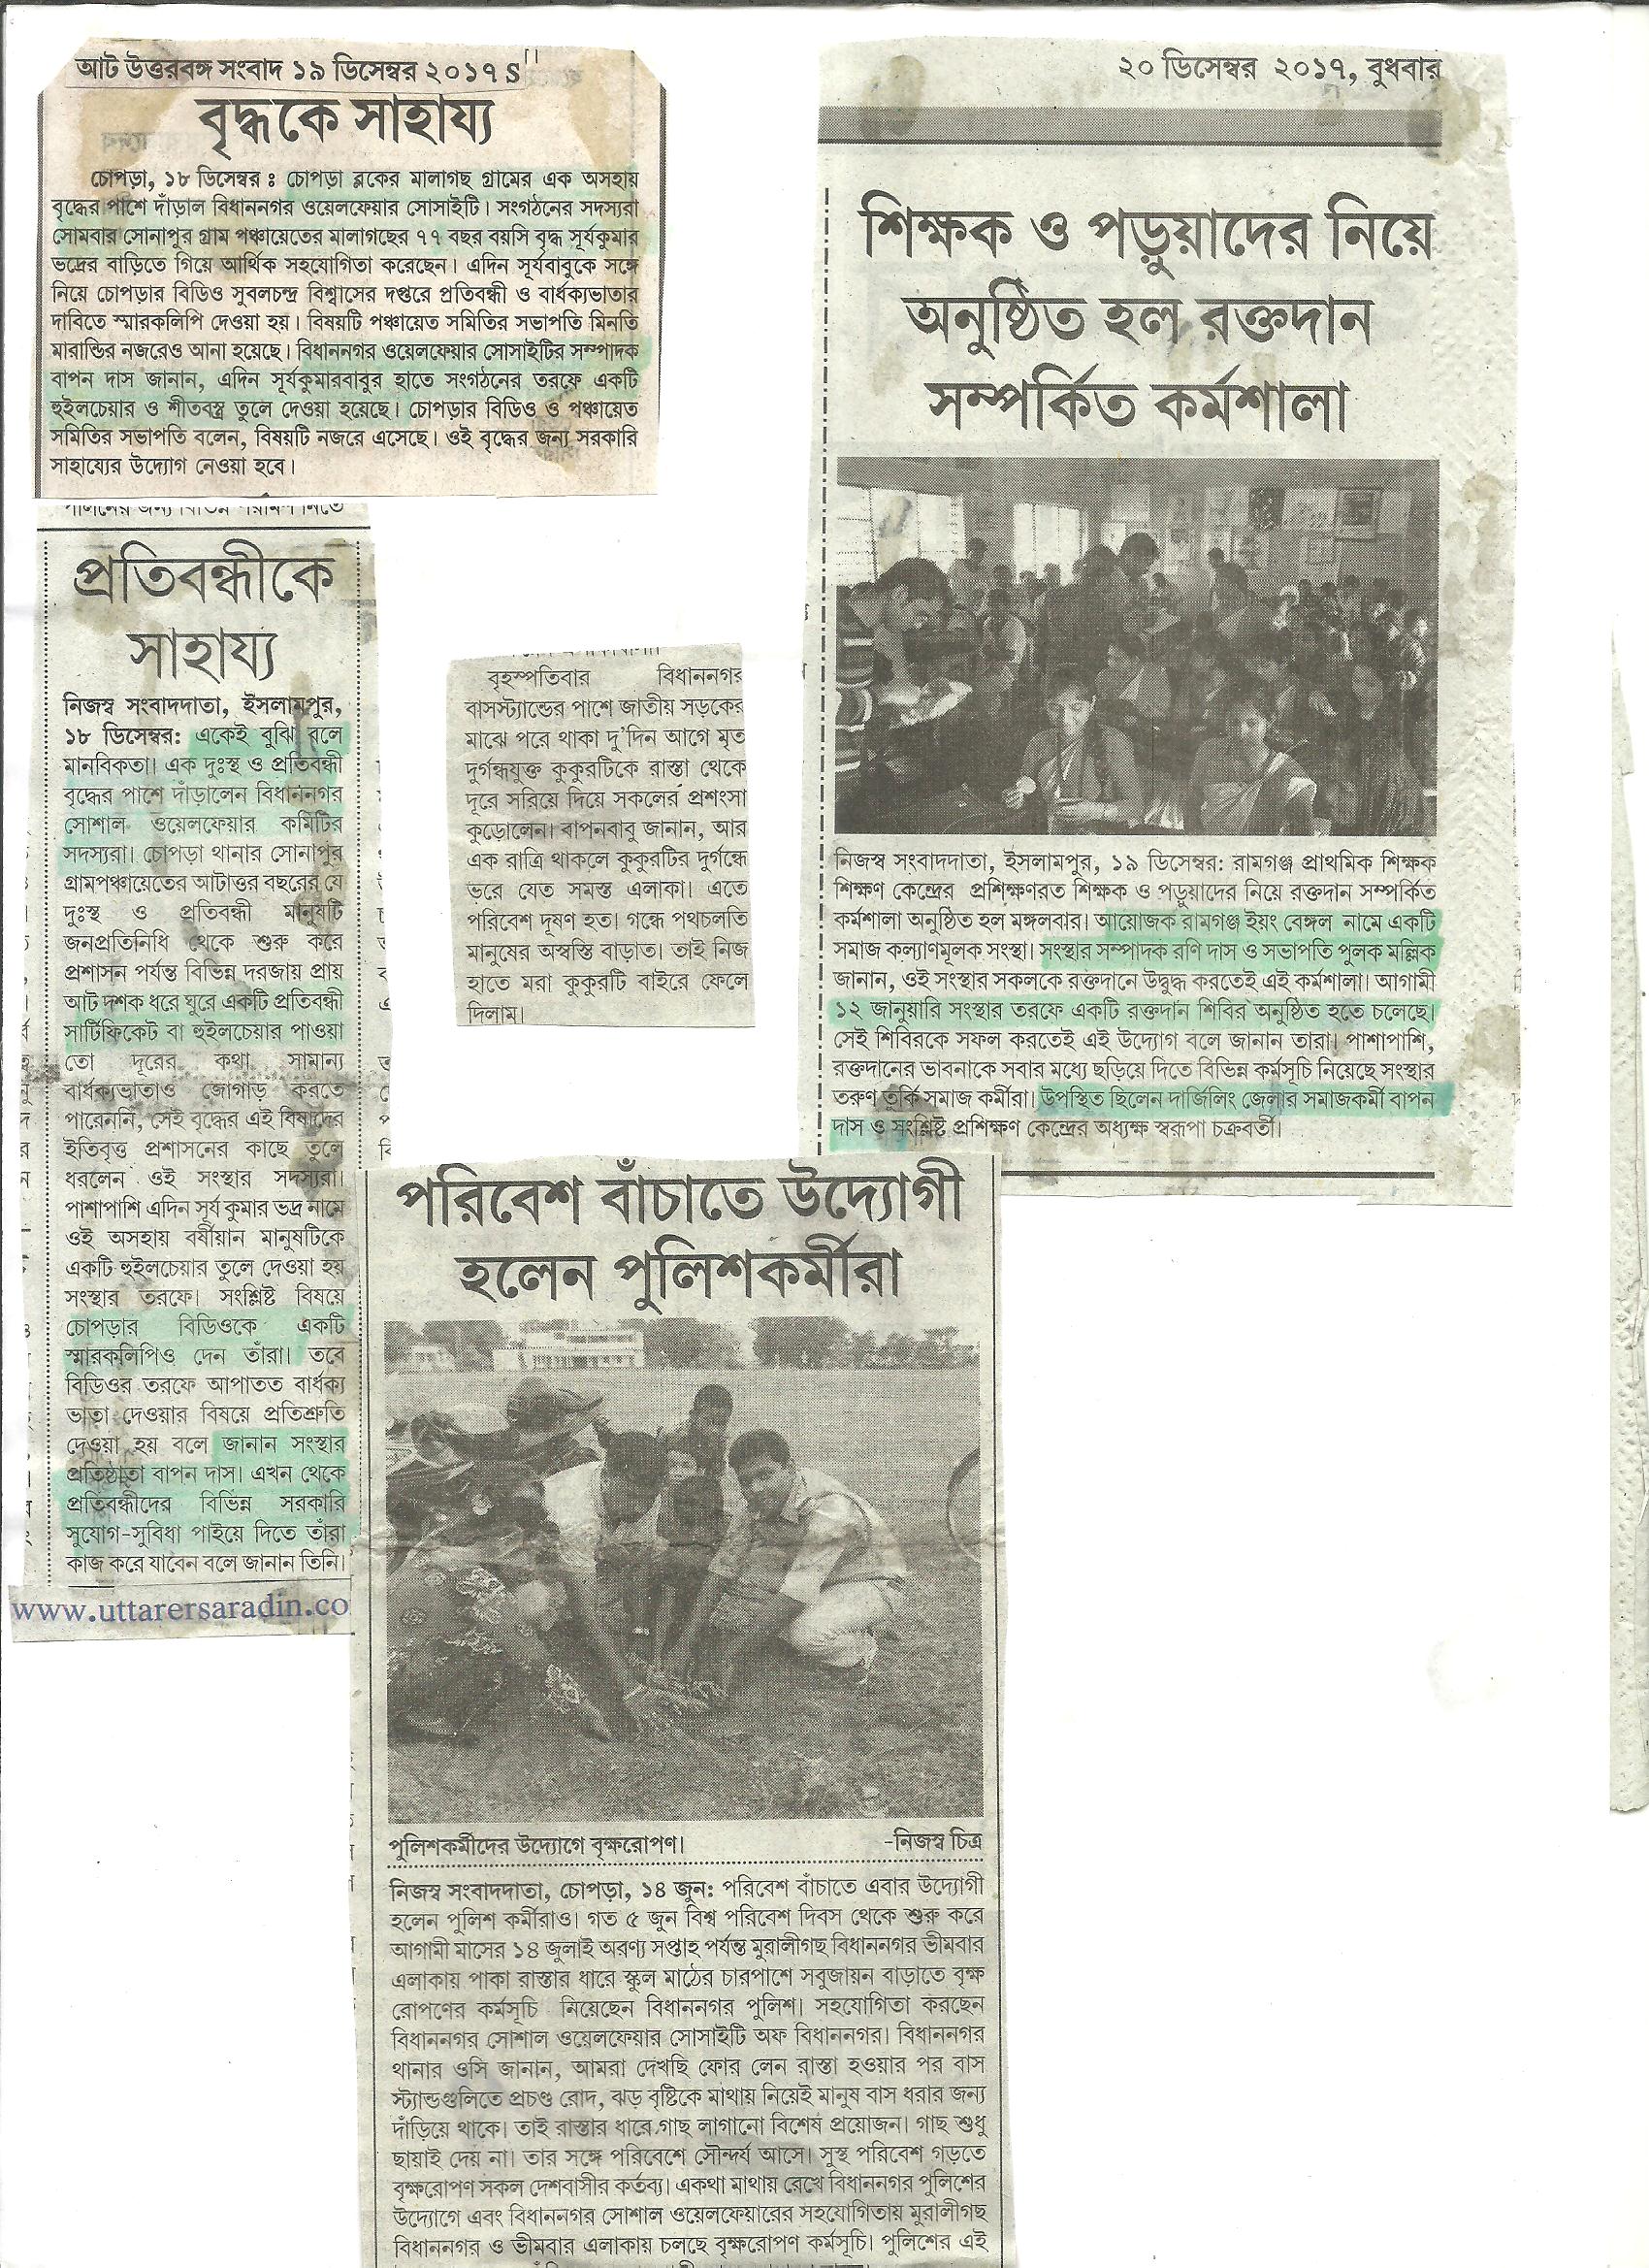 আট উত্তরবঙ্গ সংবাদ ১৯ ডিসেম্বর ২০১৭ S
বৃদ্ধকে সাহায্য
চোপড়া, ১৮ ডিসেম্বর ঃ চোপড়া ব্লকের মালাগছ গ্রামের এক অসহায়
বৃদ্ধের পাশে দাঁড়াল বিধাননগর ওয়েলফেয়ার সোসাইটি। সংগঠনের সদস্যরা
সোমবার সোনাপুর গ্রাম পঞ্চায়েতের মালাগছের ৭৭ বছর বয়সি বৃদ্ধ সূর্যকুমার
ভদ্রের বাড়িতে গিয়ে আর্থিক সহযোগিতা করেছেন। এদিন সূর্যবাবুকে সঙ্গে
নিয়ে চোপড়ার বিডিও সুবলচন্দ্র বিশ্বাসের দপ্তরে প্রতিবন্ধী ও বার্ধক্যভাতার
দাবিতে স্মারকলিপি দেওয়া হয়। বিষয়টি পঞ্চায়েত সমিতির সভাপতি মিনতি
মারান্ডির নজরেও আনা হয়েছে। বিধাননগর ওয়েলফেয়ার সোসাইটির সম্পাদক
বাপন দাস জানান, এদিন সূর্যকুমারবাবুর হাতে সংগঠনের তরফে একটি
হুইলচেয়ার ও শীতবস্ত্র তুলে দেওয়া হয়েছে। চোপড়ার বিডিও ও পঞ্চায়েত
সমিতির সভাপতি বলেন, বিষয়টি নজরে এসেছে। ওই বৃদ্ধের জন্য সরকারি
সাহায্যের উদ্যোগ নেওয়া হবে।
প্রতিবন্ধীকে
সাহায্য
নিজস্ব সংবাদদাতা, ইসলামপুর,
১৮ ডিসেম্বর: একেই বুঝি বলে
মানবিকতা। এক দুঃস্থ ও প্রতিবন্ধী
বৃদ্ধের পাশে দাঁড়ালেন বিধাননগর
সোশাল ওয়েলফেয়ার কমিটির
সদস্যরা। চোপড়া থানার সোনাপুর
গ্রামপঞ্চায়েতের আটাত্তর বছরের যে
দুঃস্থ ও প্রতিবন্ধী মানুষটি
জনপ্রতিনিধি থেকে শুরু করে
প্রশাসন পর্যন্ত বিভিন্ন দরজায় প্রায়
আট দশক ধরে ঘুরে একটি প্রতিবন্ধী
সার্টিফিকেট বা হুইলচেয়ার পাওয়া
তো দূরের কথা সামান্য
বার্ধক্যভাতাও জোগাড় করতে
পারেননি, সেই বৃদ্ধের এই বিষাদের
ইতিবৃত্ত প্রশাসনের কাছে তুলে
ধরলেন ওই সংস্থার সদস্যরা।
পাশাপাশি এদিন সূর্য কুমার ভদ্র নামে
ওই অসহায় বর্ষীয়ান মানুষটিকে
একটি হুইলচেয়ার তুলে দেওয়া হয়
সংস্থার তরফে। সংশ্লিষ্ট বিষয়ে
চোপড়ার বিডিওকে একটি
স্মারকলিপিও দেন তাঁরা। তবে
বিডিওর তরফে আপাতত বার্ধক্য
ভাতা দেওয়ার বিষয়ে প্রতিশ্রুতি
দেওয়া হয় বলে জানান সংস্থার
প্রতিষ্ঠাতা বাপন দাস। এখন থেকে
প্রতিবন্ধীদের বিভিন্ন সরকারি
সুযোগ-সুবিধা পাইয়ে দিতে তাঁরা
কাজ করে যাবেন বলে জানান তিনি।
www.uttarersaradin.co
বৃহস্পতিবার বিধাননগর
বাসস্ট্যান্ডের পাশে জাতীয় সড়কের
মাঝে পরে থাকা দু'দিন আগে মৃত
দুর্গন্ধযুক্ত কুকুরটিকে রাস্তা থেকে
দূরে সরিয়ে দিয়ে সকলের প্রশংসা
কুড়োলেন। বাপনবাবু জানান, আর
এক রাত্রি থাকলে কুকুরটির দুর্গন্ধে
ভরে যেত সমস্ত এলাকা। এতে
পরিবেশ দূষণ হত। গন্ধে পথচলতি
মানুষের অস্বস্তি বাড়াত। তাই নিজ
হাতে মরা কুকুরটি বাইরে ফেলে
দিলাম।
২০ ডিসেম্বর ২০১৭, বুধবার
শিক্ষক ও পড়ুয়াদের নিয়ে
অনুষ্ঠিত হল রক্তদান
সম্পর্কিত কর্মশালা
নিজস্ব সংবাদদাতা, ইসলামপুর, ১৯ ডিসেম্বর: রামগঞ্জ প্রাথমিক শিক্ষক
শিক্ষণ কেন্দ্রের প্রশিক্ষণরত শিক্ষক ও পড়ুয়াদের নিয়ে রক্তদান সম্পর্কিত
কর্মশালা অনুষ্ঠিত হল মঙ্গলবার। আয়োজক রামগঞ্জ ইয়ং বেঙ্গল নামে একটি
সমাজ কল্যাণমূলক সংস্থা। সংস্থার সম্পাদক রণি দাস ও সভাপতি পুলক মল্লিক
জানান, ওই সংস্থার সকলকে রক্তদানে উদ্বুদ্ধ করতেই এই কর্মশালা। আগামী
১২ জানুয়ারি সংস্থার তরফে একটি রক্তদান শিবির অনুষ্ঠিত হতে চলেছে।
সেই শিবিরকে সফল করতেই এই উদ্যোগ বলে জানান তারা। পাশাপাশি,
রক্তদানের ভাবনাকে সবার মধ্যে ছড়িয়ে দিতে বিভিন্ন কর্মসূচি নিয়েছে সংস্থার
তরুণ তুর্কি সমাজ কর্মীরা। উপস্থিত ছিলেন দার্জিলিং জেলার সমাজকর্মী বাপন
দাস ও সংশ্লিষ্ট প্রশিক্ষণ কেন্দ্রের অধ্যক্ষ স্বরূপা চক্রবর্তী।
পরিবেশ বাঁচাতে উদ্যোগী
হলেন পুলিশকর্মীরা
পুলিশকর্মীদের উদ্যোগে বৃক্ষরোপণ। -নিজস্ব চিত্র
নিজস্ব সংবাদদাতা, চোপড়া, ১৪ জুন: পরিবেশ বাঁচাতে এবার উদ্যোগী
হলেন পুলিশ কর্মীরাও। গত ৫ জুন বিশ্ব পরিবেশ দিবস থেকে শুরু করে
আগামী মাসের ১৪ জুলাই অরণ্য সপ্তাহ পর্যন্ত মুরালীগছ বিধাননগর ভীমবার
এলাকায় পাকা রাস্তার ধারে স্কুল মাঠের চারপাশে সবুজায়ন বাড়াতে বৃক্ষ
রোপণের কর্মসূচি নিয়েছেন বিধাননগর পুলিশ। সহযোগিতা করছেন
বিধাননগর সোশাল ওয়েলফেয়ার সোসাইটি অফ বিধাননগর। বিধাননগর
থানার ওসি জানান, আমরা দেখছি ফোর লেন রাস্তা হওয়ার পর বাস
স্ট্যান্ডগুলিতে প্রচণ্ড রোদ, ঝড় বৃষ্টিকে মাথায় নিয়েই মানুষ বাস ধরার জন্য
দাঁড়িয়ে থাকে। তাই রাস্তার ধারে গাছ লাগানো বিশেষ প্রয়োজন। গাছ শুধু
ছায়াই দেয় না। তার সঙ্গে পরিবেশে সৌন্দর্য আসে। সুস্থ পরিবেশ গড়তে
বৃক্ষরোপণ সকল দেশবাসীর কর্তব্য। একথা মাথায় রেখে বিধাননগর পুলিশের
উদ্যোগে এবং বিধাননগর সোশাল ওয়েলফেয়ারের সহযোগিতায় মুরালীগছ
বিধাননগর ও ভীমবার এলাকায় চলছে বৃক্ষরোপণ কর্মসূচি। পুলিশের এই